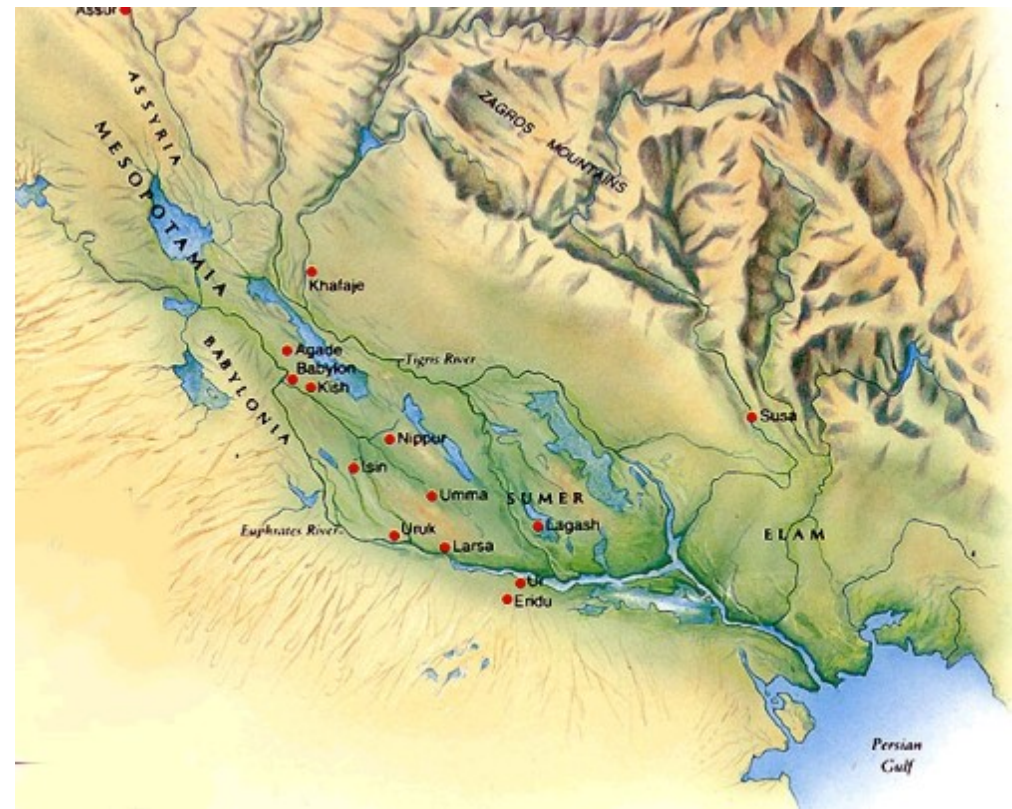 Assur
ASSYRIA
MESOPOTAMIA
ZAGROS MOUNTAINS
Khafaje
BABYLONIA
Agade
Tigris River
Babylon
Kish
Susa
Nippur
Isin
Umma
SUMER
Lagash
Euphrates River
Uruk
ELAM
Larsa
Ur
Eridu
Persian
Gulf